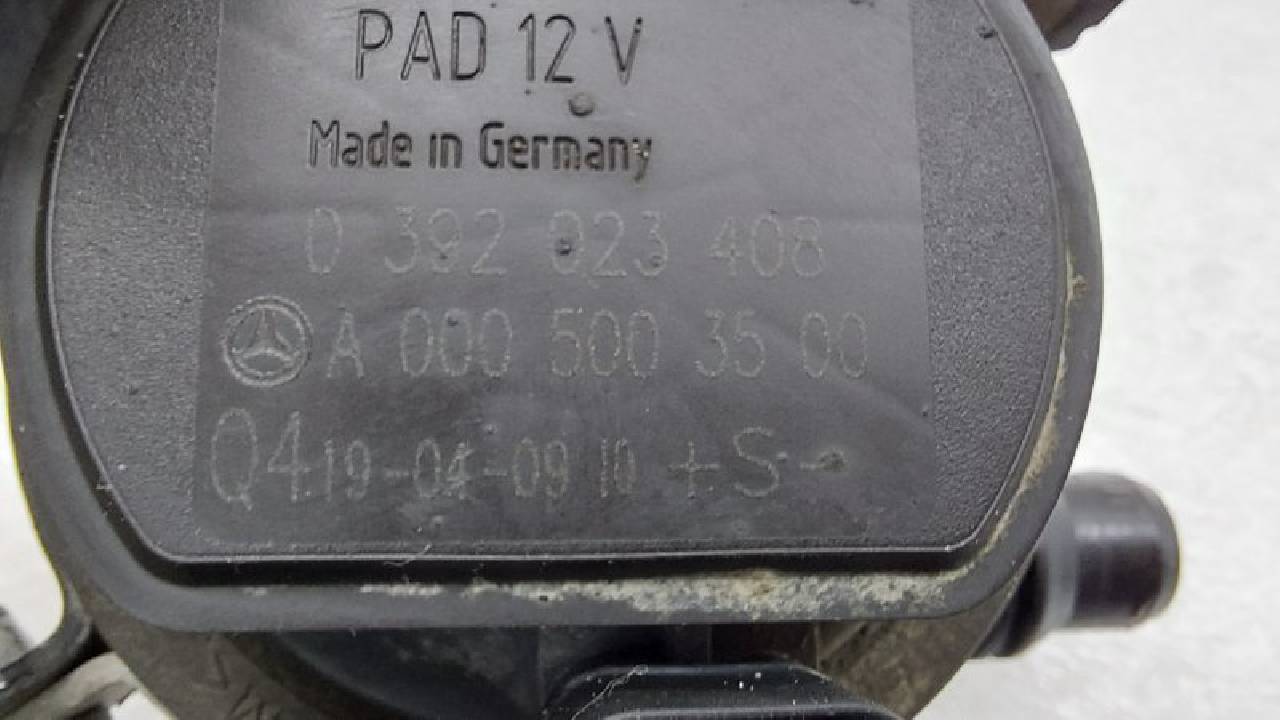 PAD 12 V
Made in Germany
0 392 023 408
A 000 500 35 00
Q4 19-04-09 10 + S -